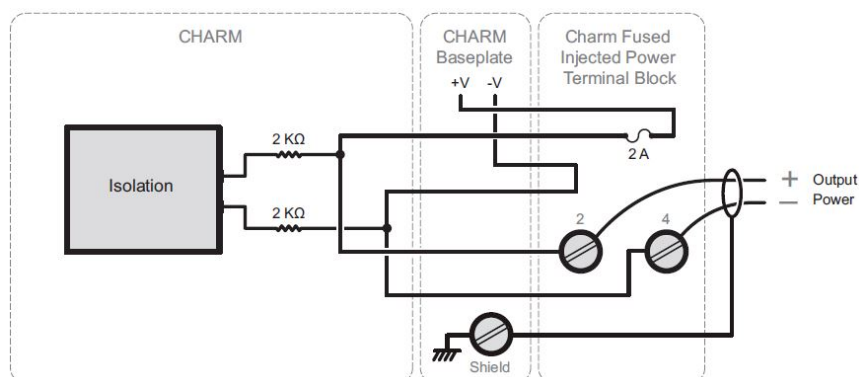 CHARM
CHARM
Baseplate
Charm Fused
Injected Power
Terminal Block
+V -V
2 KΩ
2 A
Isolation
+ Output
− Power
2 KΩ
2 4
Shield